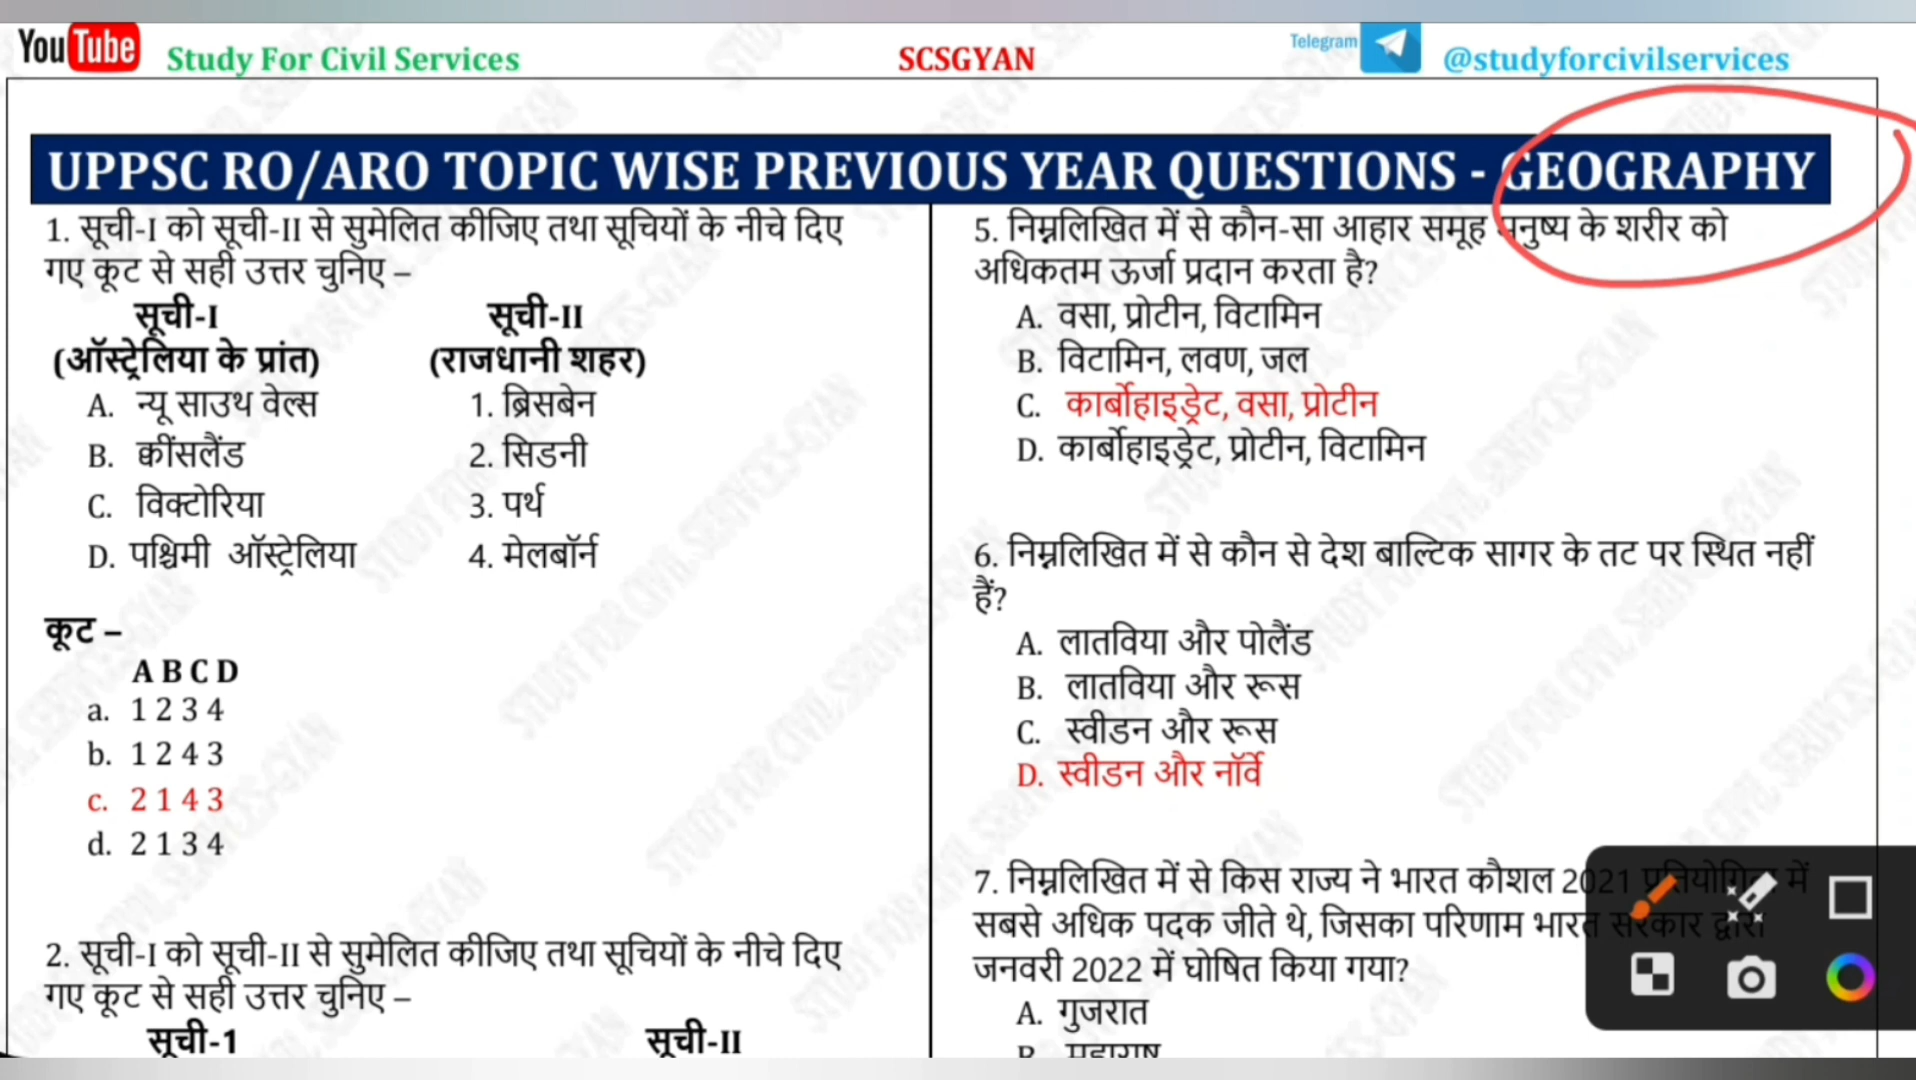 YouTube Study For Civil Services SCSGYAN Telegram @studyforcivilservices
UPPSC RO/ARO TOPIC WISE PREVIOUS YEAR QUESTIONS - GEOGRAPHY
1. सूची-I को सूची-II से सुमेलित कीजिए तथा सूचियों के नीचे दिए
गए कूट से सही उत्तर चुनिए –
सूची-I सूची-II
(ऑस्ट्रेलिया के प्रांत) (राजधानी शहर)
A. न्यू साउथ वेल्स 1. ब्रिसबेन
B. क्वींसलैंड 2. सिडनी
C. विक्टोरिया 3. पर्थ
D. पश्चिमी ऑस्ट्रेलिया 4. मेलबॉर्न
कूट –
A B C D
a. 1 2 3 4
b. 1 2 4 3
c. 2 1 4 3
d. 2 1 3 4
2. सूची-I को सूची-II से सुमेलित कीजिए तथा सूचियों के नीचे दिए
गए कूट से सही उत्तर चुनिए –
सूची-1 सूची-II
5. निम्नलिखित में से कौन-सा आहार समूह मनुष्य के शरीर को
अधिकतम ऊर्जा प्रदान करता है?
A. वसा, प्रोटीन, विटामिन
B. विटामिन, लवण, जल
C. कार्बोहाइड्रेट, वसा, प्रोटीन
D. कार्बोहाइड्रेट, प्रोटीन, विटामिन
6. निम्नलिखित में से कौन से देश बाल्टिक सागर के तट पर स्थित नहीं
हैं?
A. लातविया और पोलैंड
B. लातविया और रूस
C. स्वीडन और रूस
D. स्वीडन और नॉर्वे
7. निम्नलिखित में से किस राज्य ने भारत कौशल 2021 में
सबसे अधिक पदक जीते थे, जिसका परिणाम भारत सरकार द्वारा
जनवरी 2022 में घोषित किया गया?
A. गुजरात